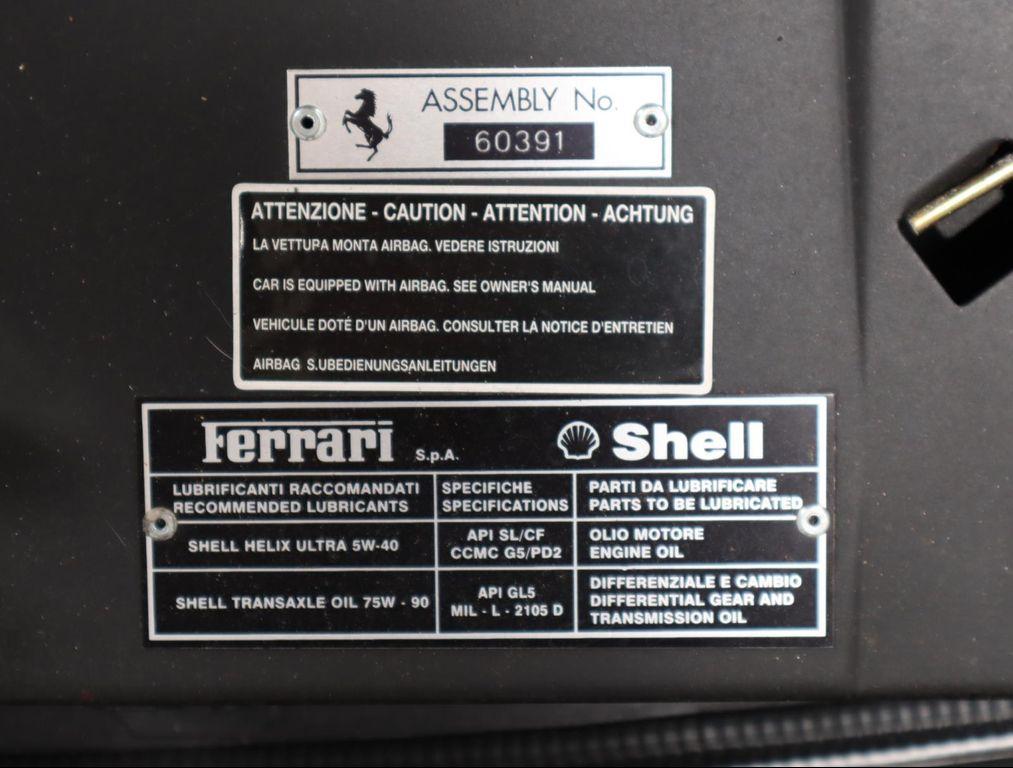 ASSEMBLY No.
60391
ATTENZIONE - CAUTION - ATTENTION - ACHTUNG
LA VETTUPA MONTA AIRBAG. VEDERE ISTRUZIONI
CAR IS EQUIPPED WITH AIRBAG. SEE OWNER'S MANUAL
VEHICULE DOTÉ D'UN AIRBAG. CONSULTER LA NOTICE D'ENTRETIEN
AIRBAG S.UBEDIENUNGSANLEITUNGEN
Ferrari S.p.A. Shell
LUBRIFICANTI RACCOMANDATI
RECOMMENDED LUBRICANTS
SPECIFICHE
SPECIFICATIONS
PARTI DA LUBRIFICARE
PARTS TO BE LUBRICATED
SHELL HELIX ULTRA 5W-40
API SL/CF
CCMC G5/PD2
OLIO MOTORE
ENGINE OIL
SHELL TRANSAXLE OIL 75W - 90
API GL5
MIL - L - 2105 D
DIFFERENZIALE E CAMBIO
DIFFERENTIAL GEAR AND
TRANSMISSION OIL